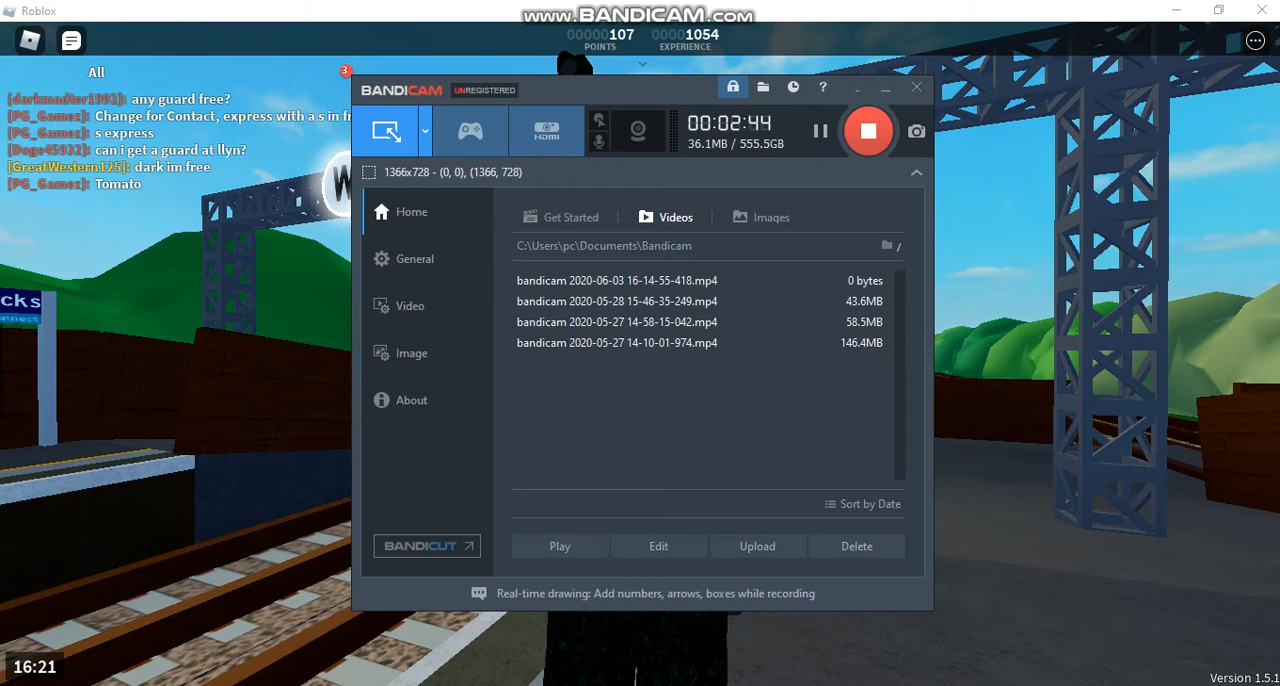 Roblox
www.BANDICAM.com
00000107
POINTS
00001054
EXPERIENCE
All
3
[darkmadter1992]: any guard free?
[PG_Gamez]: Change for Contact, express with a s in fr
[PG_Gamez]: s express
[Doge45932]: can i get a guard at llyn?
[GreatWestern125]: dark im free
[PG_Gamez]: Tomato
W
cks
onnect
BANDICAM UNREGISTERED
?
HDMI
00:02:44
36.1MB / 555.5GB
1366x728 - (0, 0), (1366, 728)
Home
General
Video
Image
About
BANDICUT
Get Started
Videos
Images
C:\Users\pc\Documents\Bandicam
/
bandicam 2020-06-03 16-14-55-418.mp4 0 bytes
bandicam 2020-05-28 15-46-35-249.mp4 43.6MB
bandicam 2020-05-27 14-58-15-042.mp4 58.5MB
bandicam 2020-05-27 14-10-01-974.mp4 146.4MB
Sort by Date
Play Edit Upload Delete
Real-time drawing: Add numbers, arrows, boxes while recording
16:21
Version 1.5.1